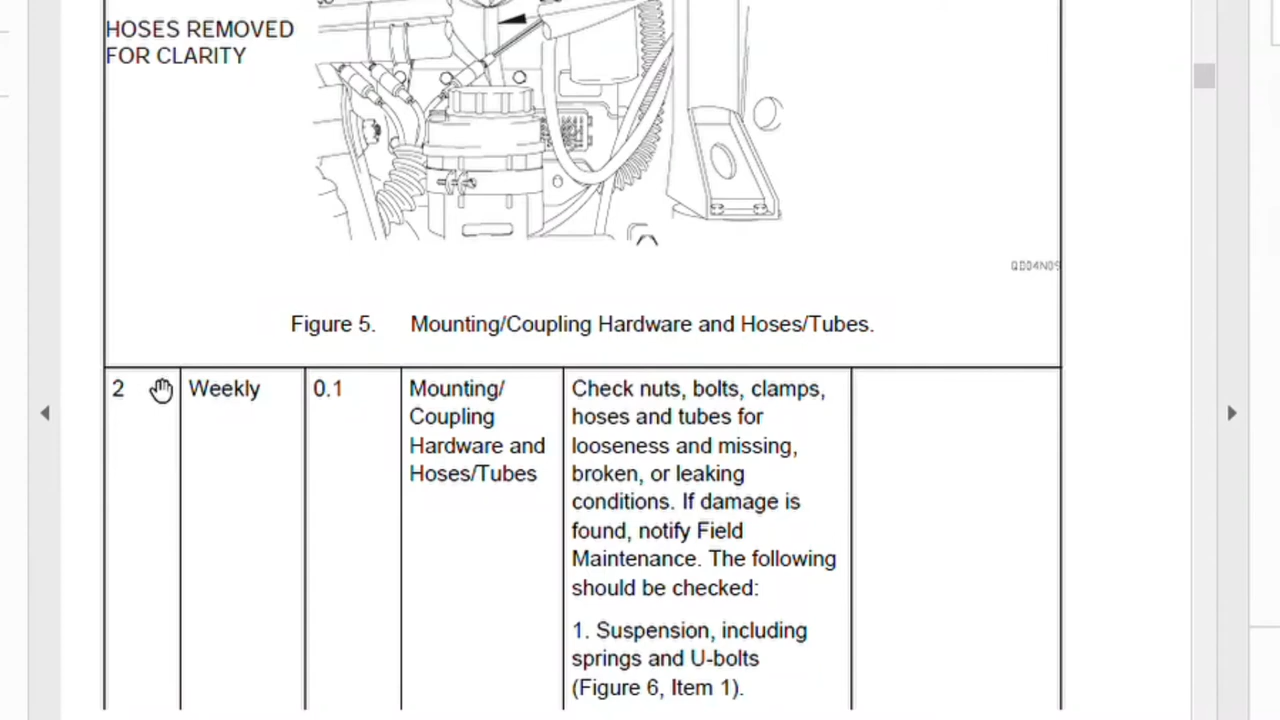 HOSES REMOVED
FOR CLARITY
QD04N09
Figure 5. Mounting/Coupling Hardware and Hoses/Tubes.
2
Weekly
0.1
Mounting/
Coupling
Hardware and
Hoses/Tubes
Check nuts, bolts, clamps,
hoses and tubes for
looseness and missing,
broken, or leaking
conditions. If damage is
found, notify Field
Maintenance. The following
should be checked:
1. Suspension, including
springs and U-bolts
(Figure 6, Item 1).